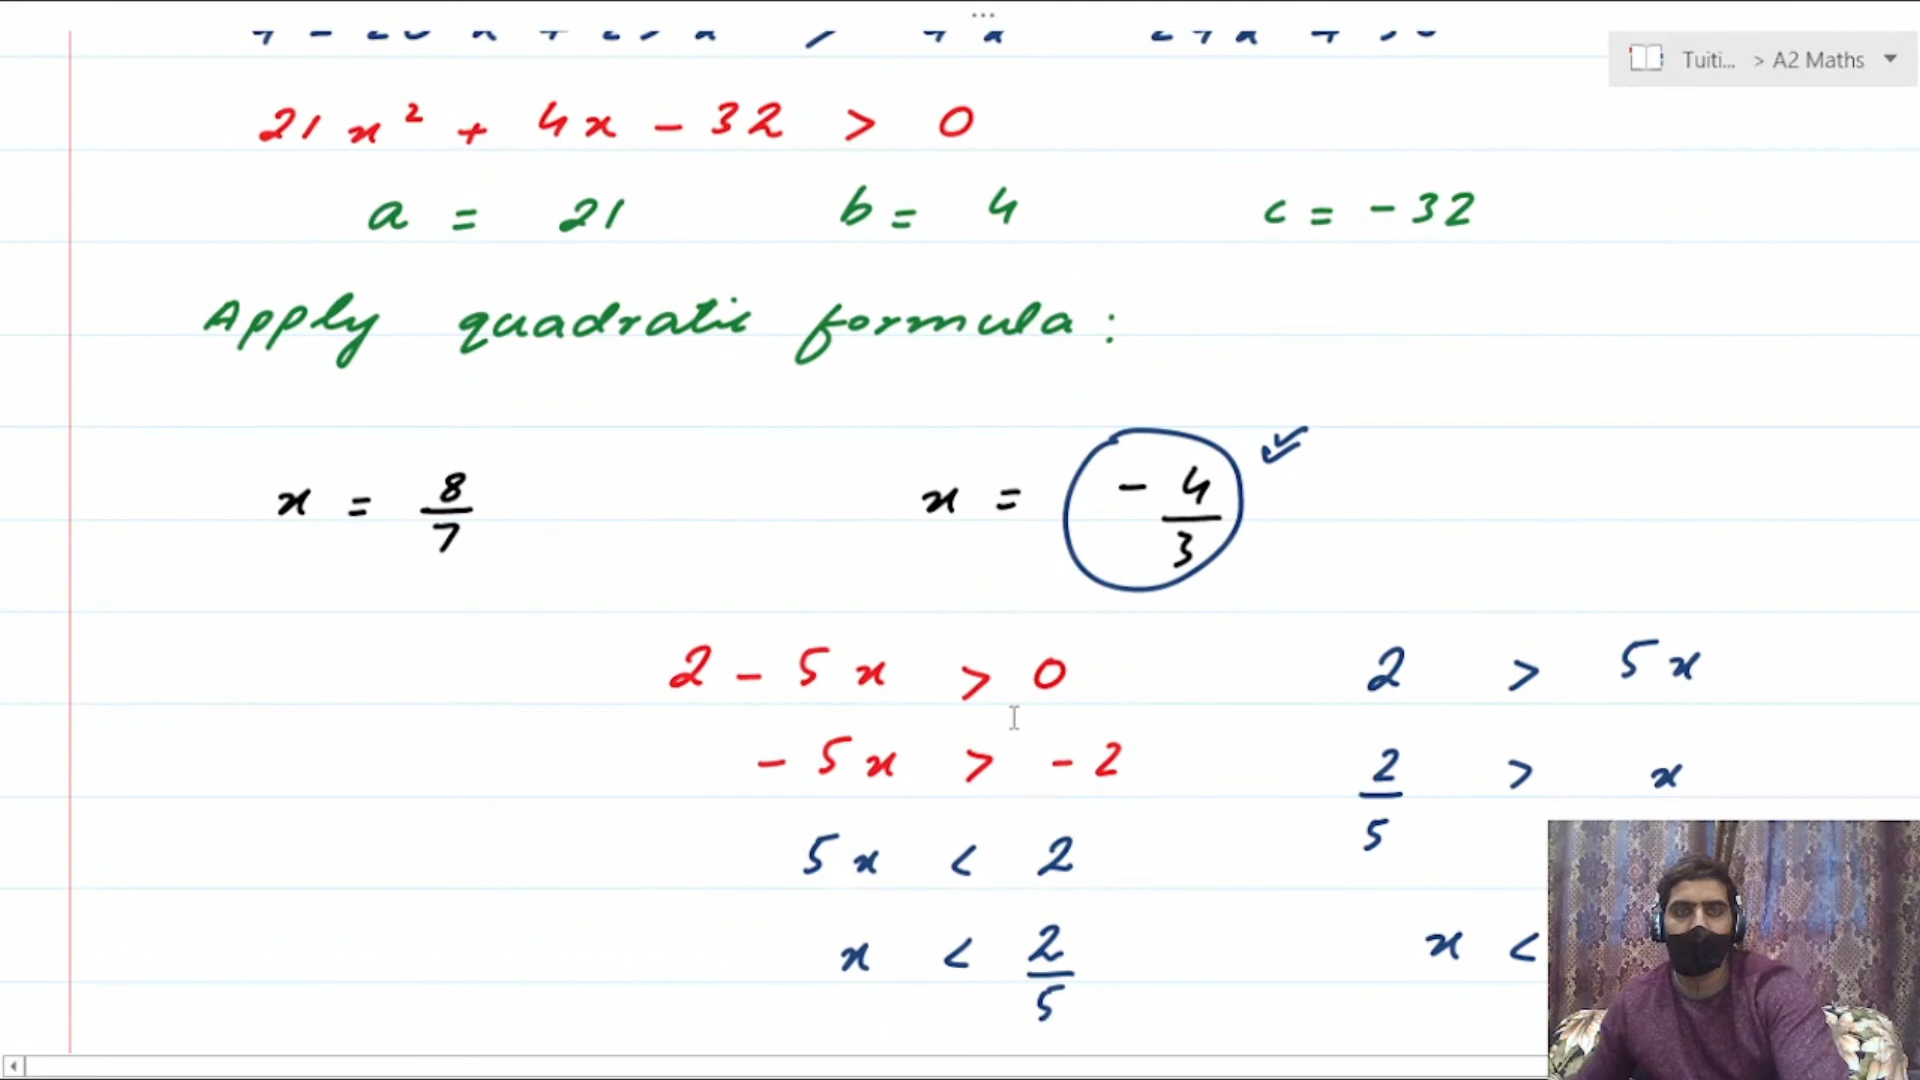 ...
Tuiti... > A2 Maths
21x² + 4x - 32 > 0
a = 21 b = 4 c = -32
Apply quadratic formula:
x = 8/7 x = -4/3
2 - 5x > 0 2 > 5x
-5x > -2 2/5 > x
5x < 2
x < 2/5 x <